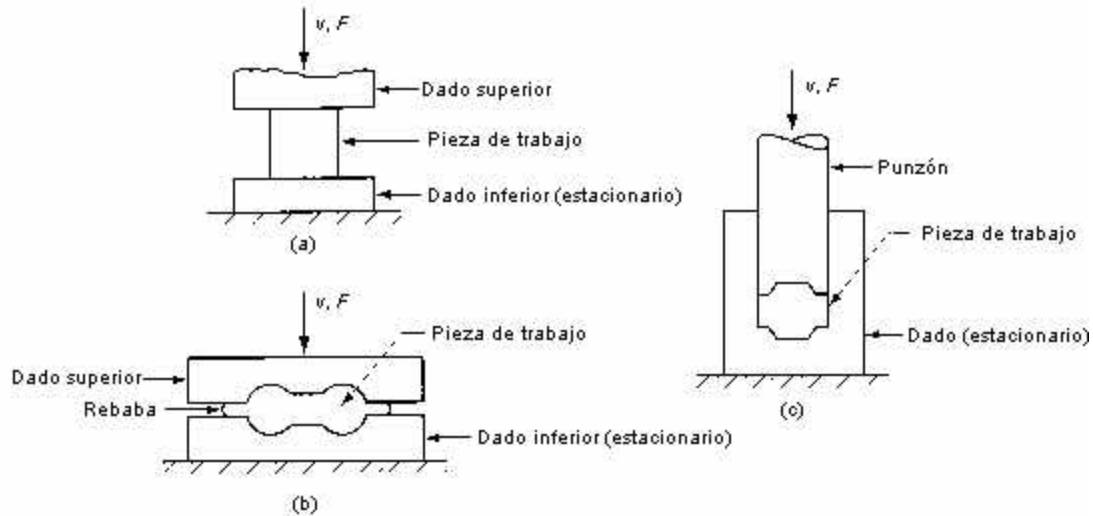 v, F
Dado superior
Pieza de trabajo
Dado inferior (estacionario)
(a)
v, F
Pieza de trabajo
Dado superior
Rebaba
Dado inferior (estacionario)
(b)
v, F
Punzón
Pieza de trabajo
Dado (estacionario)
(c)